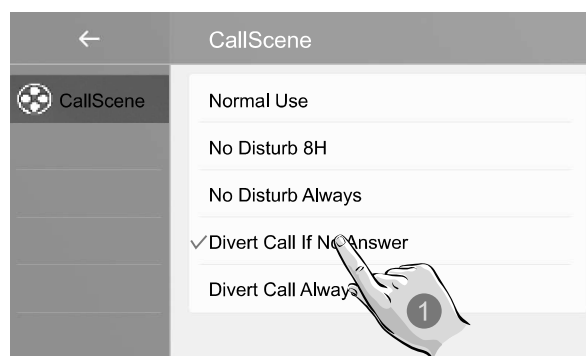 CallScene
CallScene
Normal Use
No Disturb 8H
No Disturb Always
Divert Call If No Answer
Divert Call Always
1